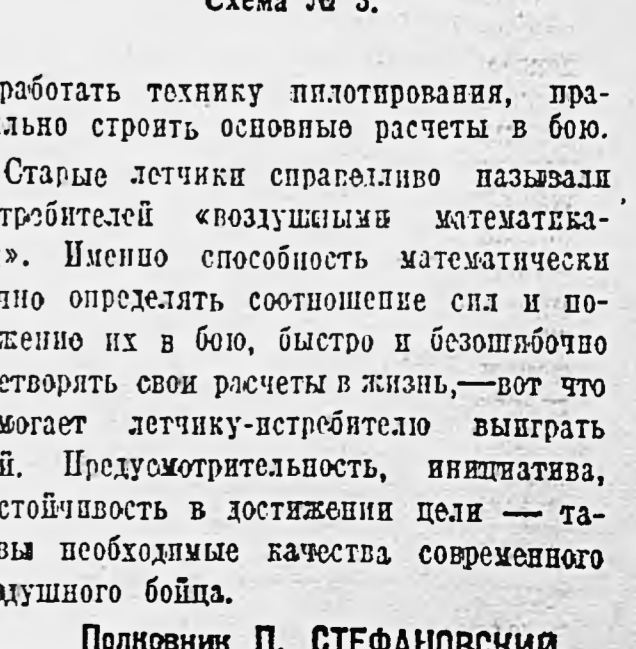 Схема № 3.
работать технику пилотирования, пра-
льно строить основные расчеты в бою.
Старые летчики справедливо называли
требителей «воздушными математика-
». Именно способность математически
чно определять соотношение сил и по-
жение их в бою, быстро и безошибочно
етворять свои расчеты в жизнь,—вот что
могает летчику-истребителю выиграть
й. Предусмотрительность, инициатива,
стойчивость в достижении цели — та-
вы необходимые качества современного
здушного бойца.
Полковник П. СТЕФАНОВСКИЙ